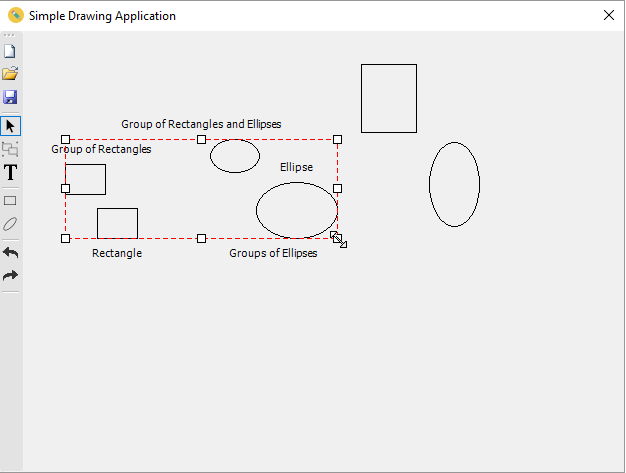 Simple Drawing Application
Group of Rectangles and Ellipses
Group of Rectangles
Ellipse
T
Rectangle
Groups of Ellipses